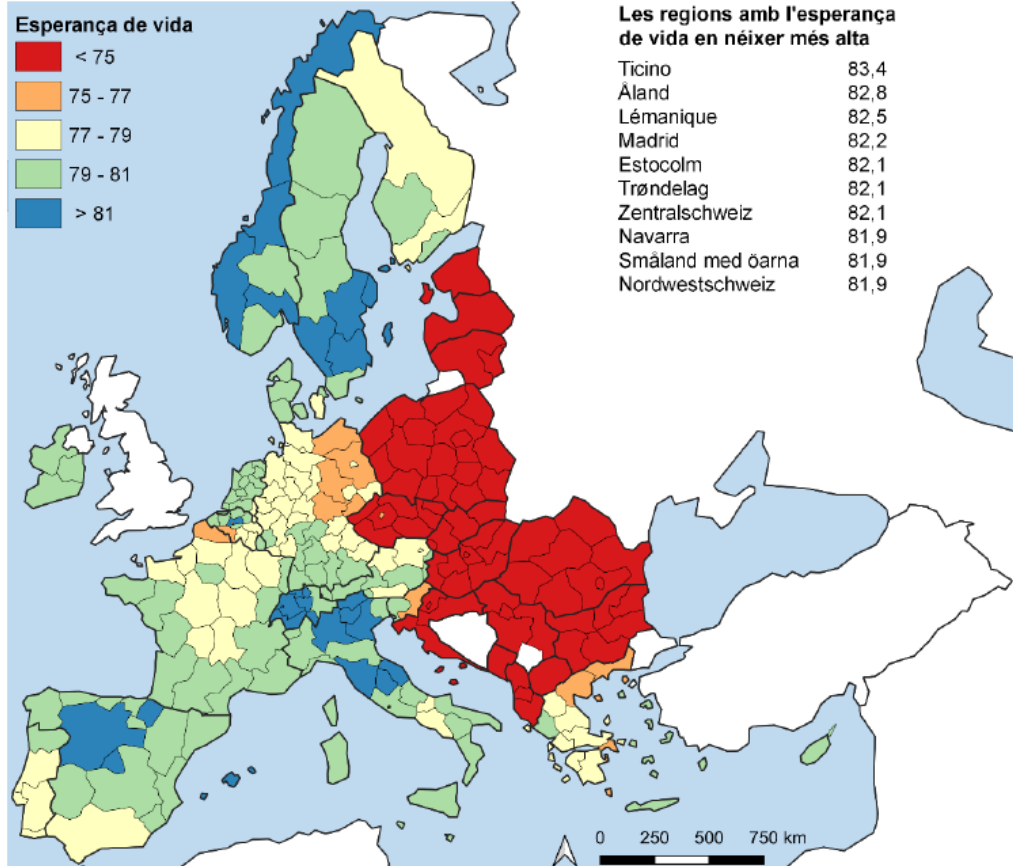 Esperança de vida
< 75
75 - 77
77 - 79
79 - 81
> 81
Les regions amb l'esperança
de vida en néixer més alta
Ticino 83,4
Åland 82,8
Lémanique 82,5
Madrid 82,2
Estocolm 82,1
Trøndelag 82,1
Zentralschweiz 82,1
Navarra 81,9
Småland med öarna 81,9
Nordwestschweiz 81,9
0 250 500 750 km